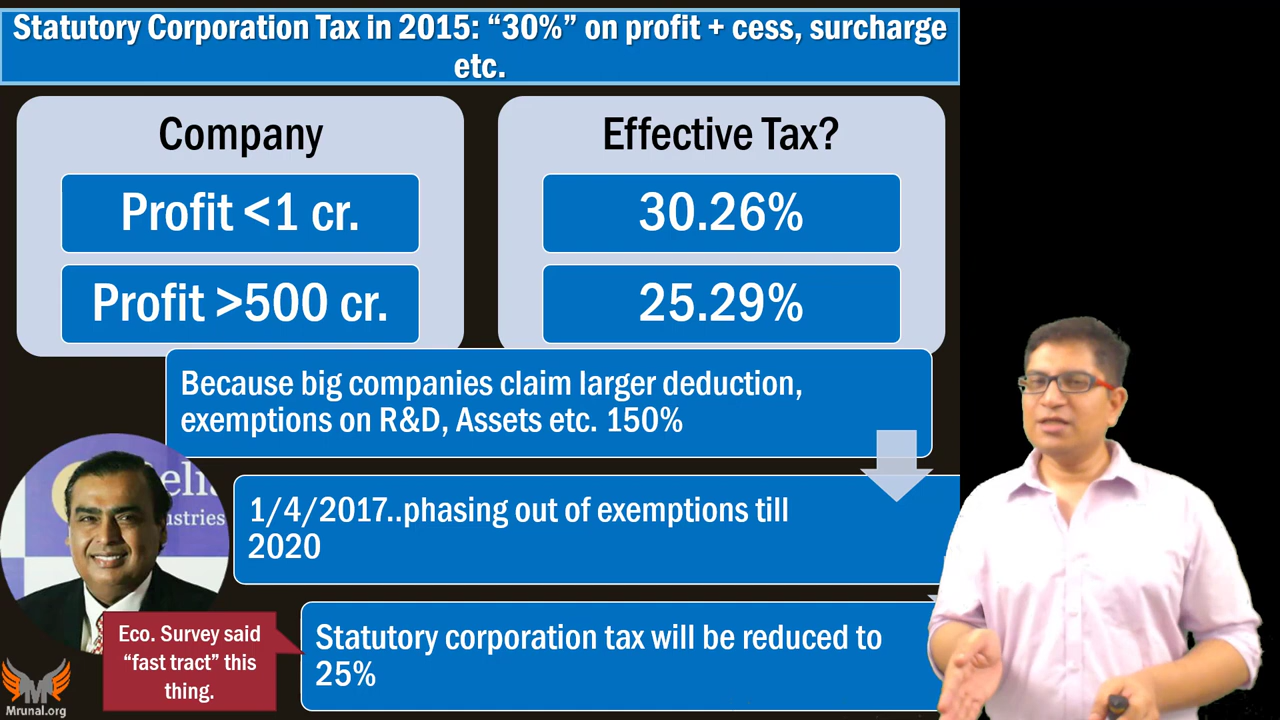 Statutory Corporation Tax in 2015: “30%” on profit + cess, surcharge
etc.
Company
Profit <1 cr.
Profit >500 cr.
Effective Tax?
30.26%
25.29%
Because big companies claim larger deduction,
exemptions on R&D, Assets etc. 150%
1/4/2017..phasing out of exemptions till
2020
Statutory corporation tax will be reduced to
25%
Eco. Survey said
“fast tract” this
thing.
ustries
Mrunal.org